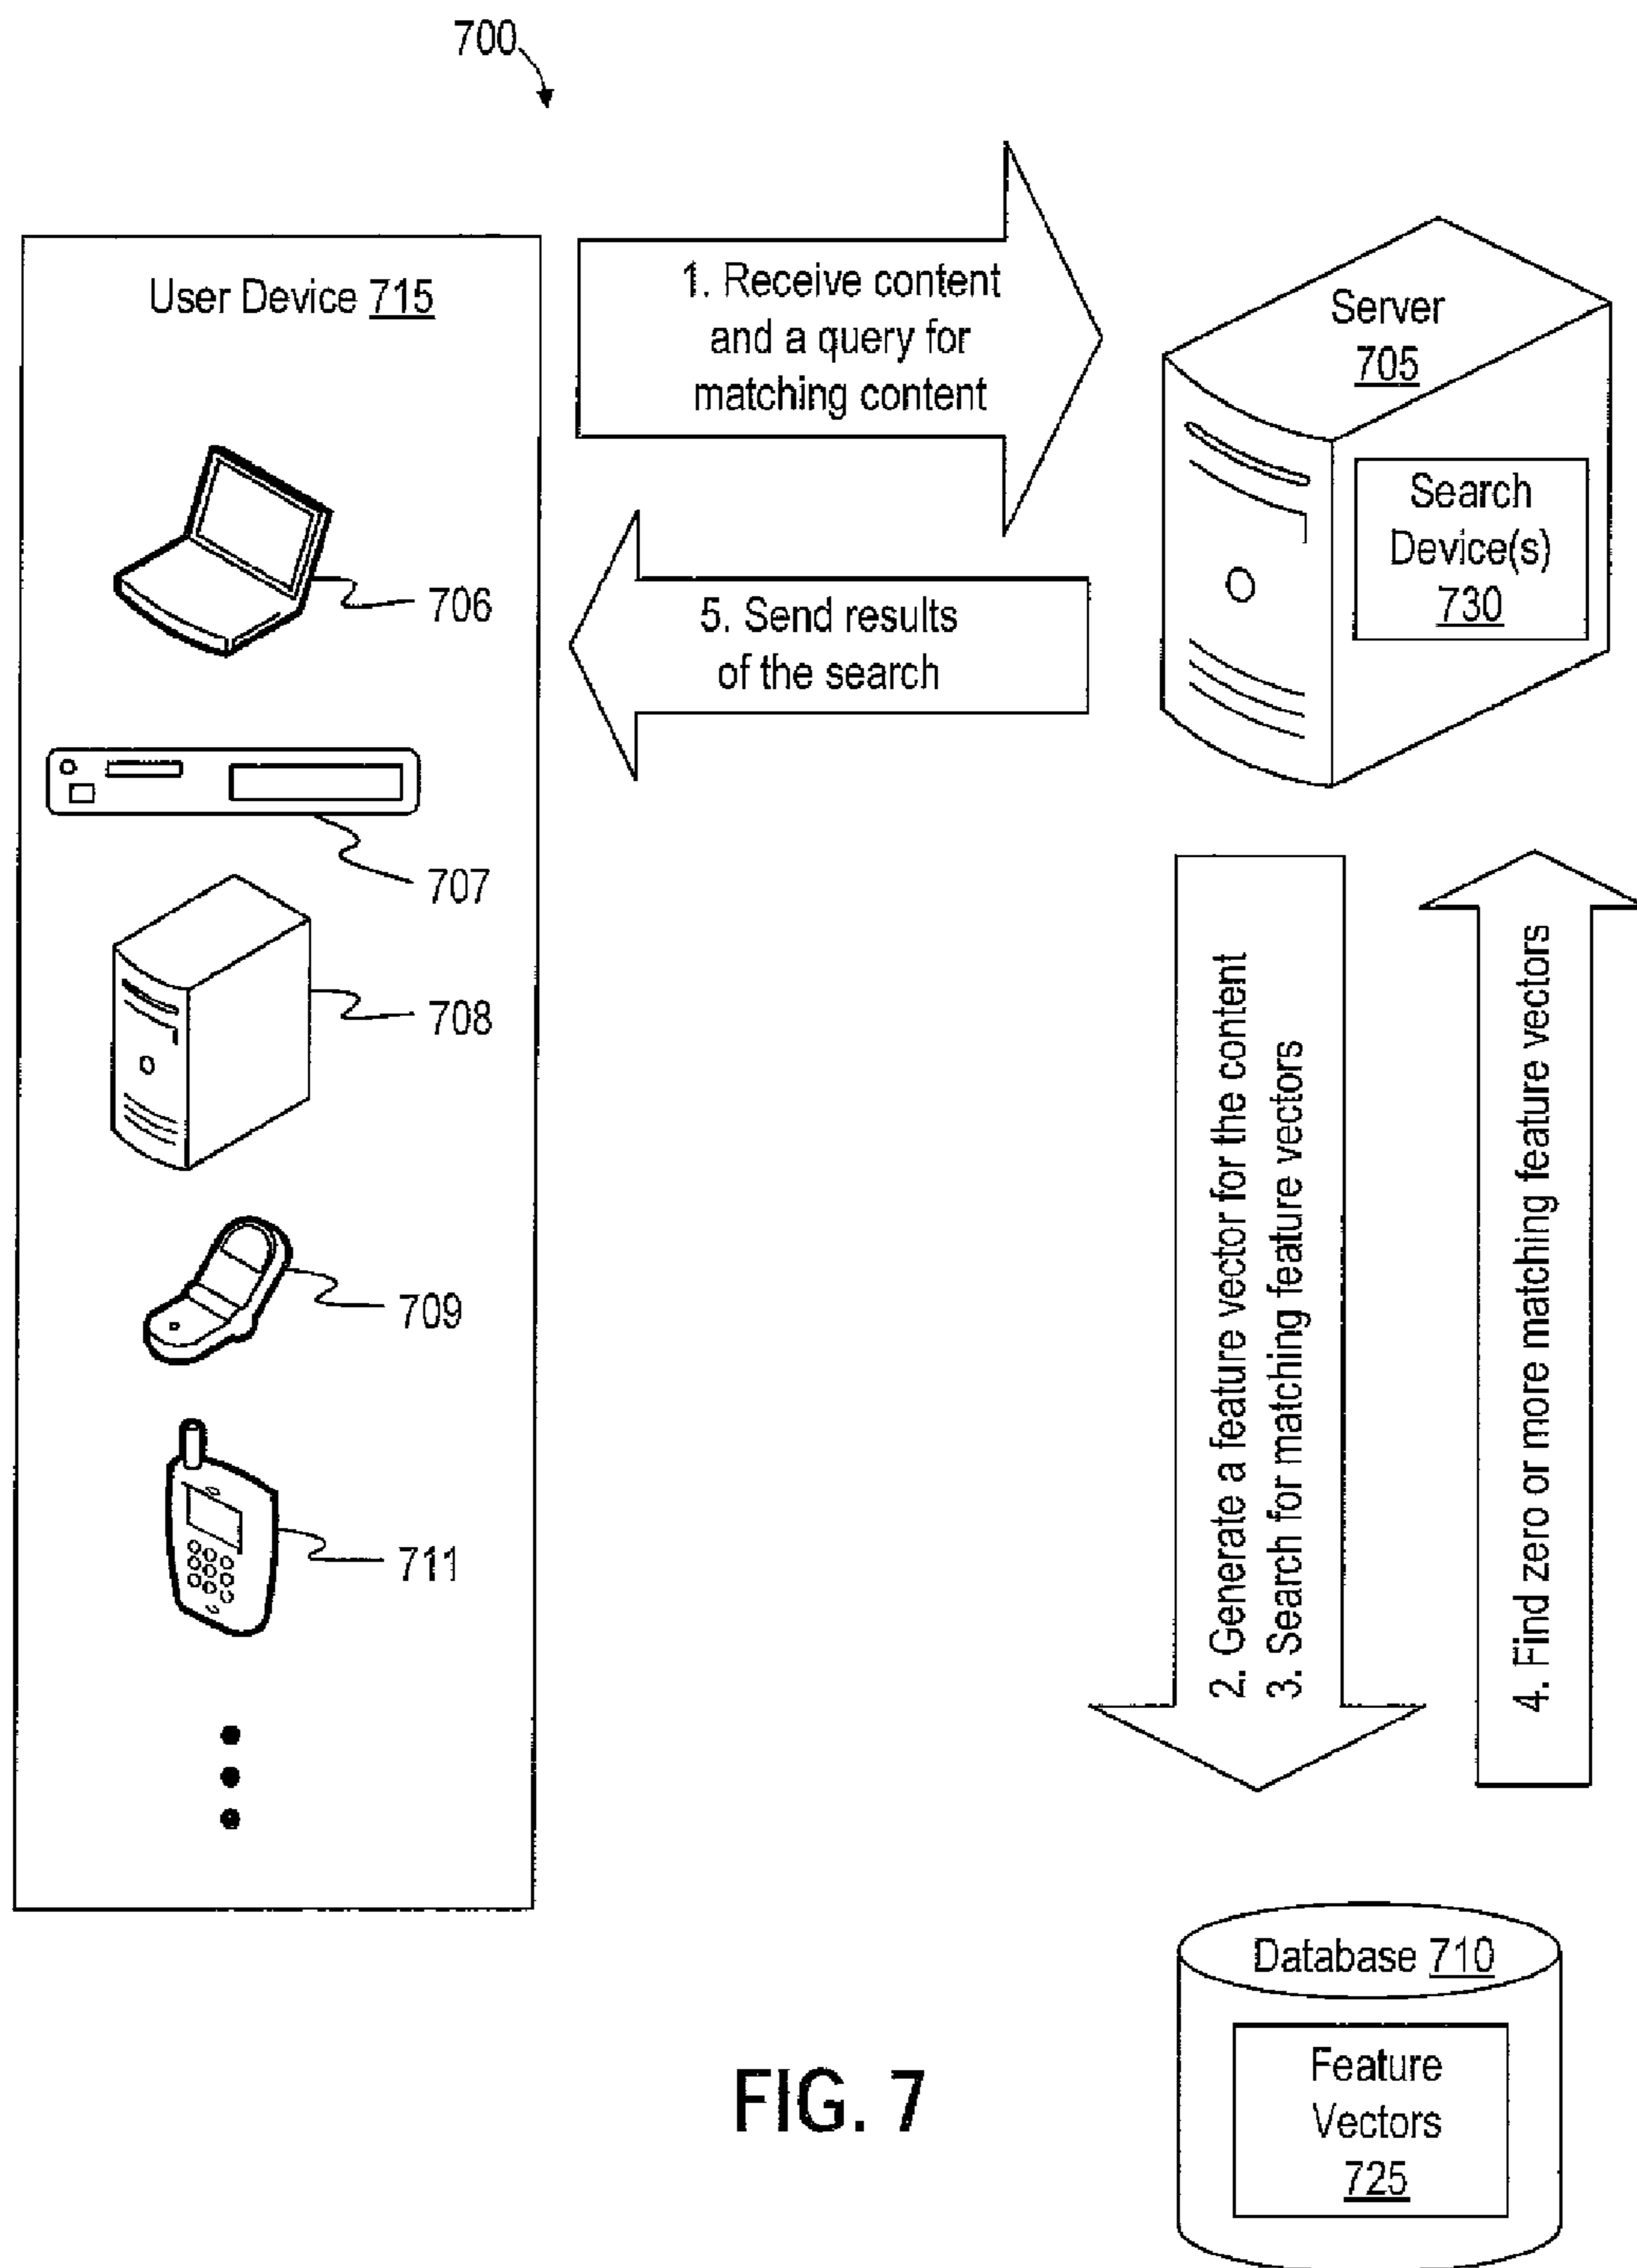 700
User Device 715
1. Receive content
and a query for
matching content
Server
705
Search
Device(s)
730
5. Send results
of the search
706
707
708
709
711
2. Generate a feature vector for the content
3. Search for matching feature vectors
4. Find zero or more matching feature vectors
Database 710
Feature
Vectors
725
FIG. 7